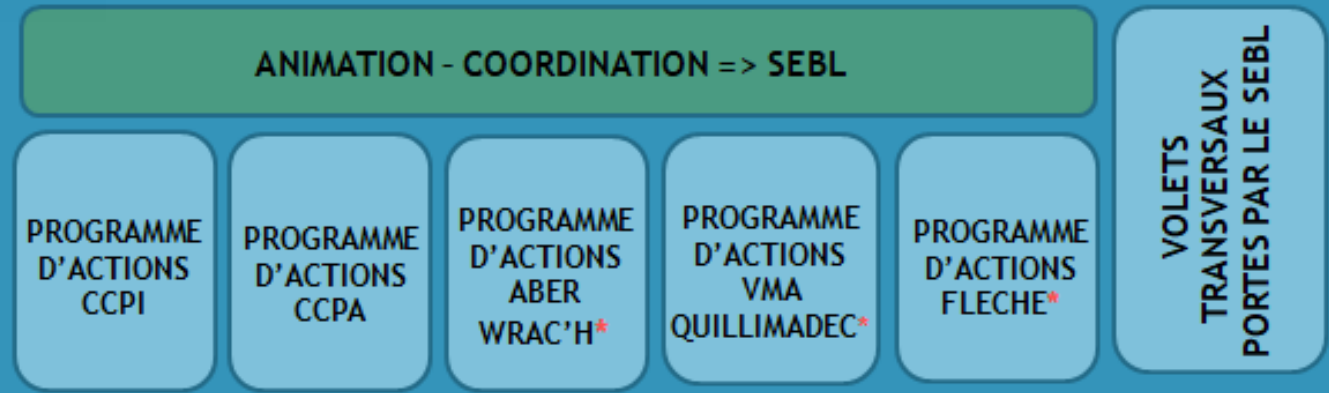 ANIMATION - COORDINATION => SEBL
PROGRAMME
D'ACTIONS
CCPI
PROGRAMME
D'ACTIONS
CCPA
PROGRAMME
D'ACTIONS
ABER
WRAC'H*
PROGRAMME
D'ACTIONS
VMA
QUILLIMADEC*
PROGRAMME
D'ACTIONS
FLECHE*
VOLETS
TRANSVERSAUX
PORTES PAR LE SEBL